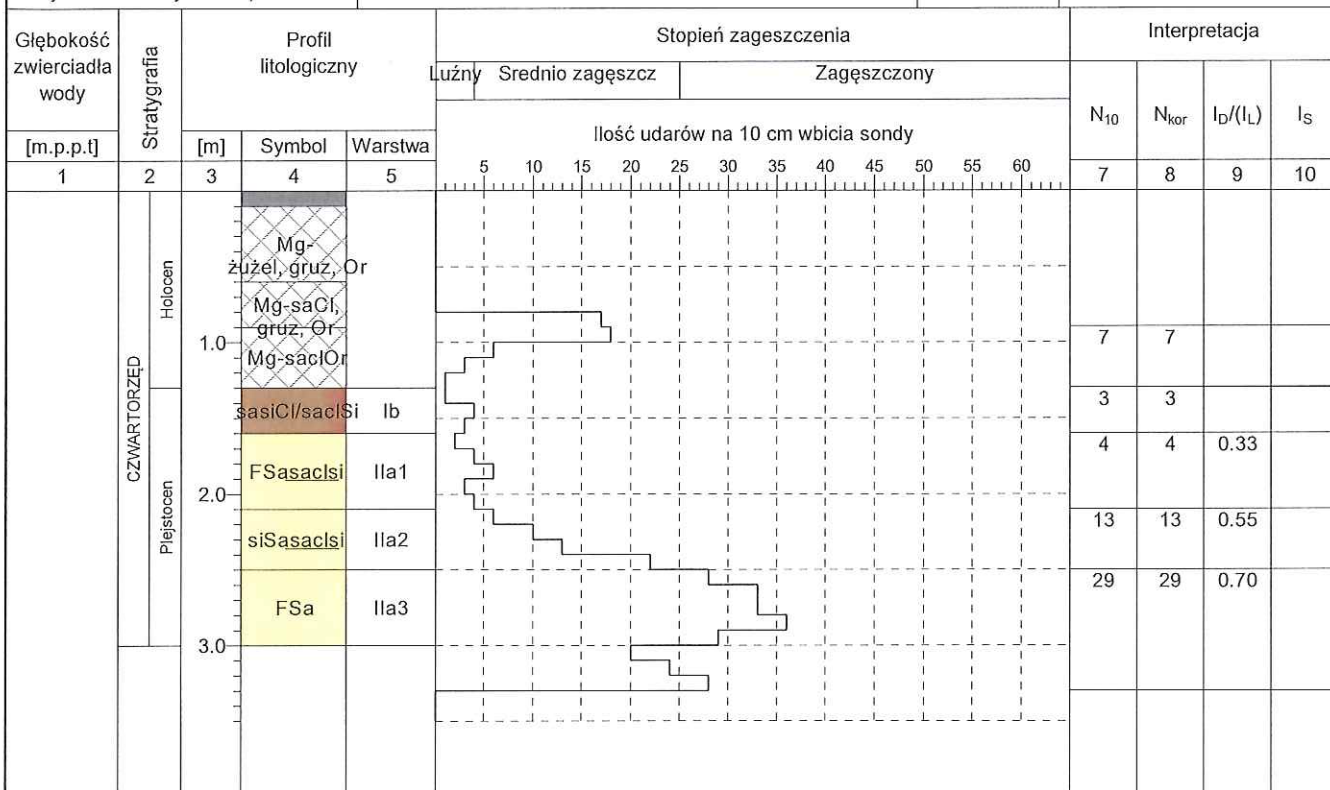 Głębokość zwierciadła wody
Stratygrafia
Profil litologiczny
Stopień zageszczenia
Interpretacja
Luźny
Srednio zagęszcz
Zagęszczony
[m.p.p.t]
[m]
Symbol
Warstwa
Ilość udarów na 10 cm wbicia sondy
N10
Nkor
ID/(IL)
IS
5 10 15 20 25 30 35 40 45 50 55 60
1 2 3 4 5 7 8 9 10
CZWARTORZĘD
Holocen
Plejstocen
Mg-
żużel, gruz, Or
Mg-saCl,
gruz, Or
1.0
Mg-saclOr
7 7
sasiCl/saclSi Ib
3 3
FSasaclsi IIa1
4 4 0.33
2.0
siSasaclsi IIa2
13 13 0.55
FSa IIa3
29 29 0.70
3.0